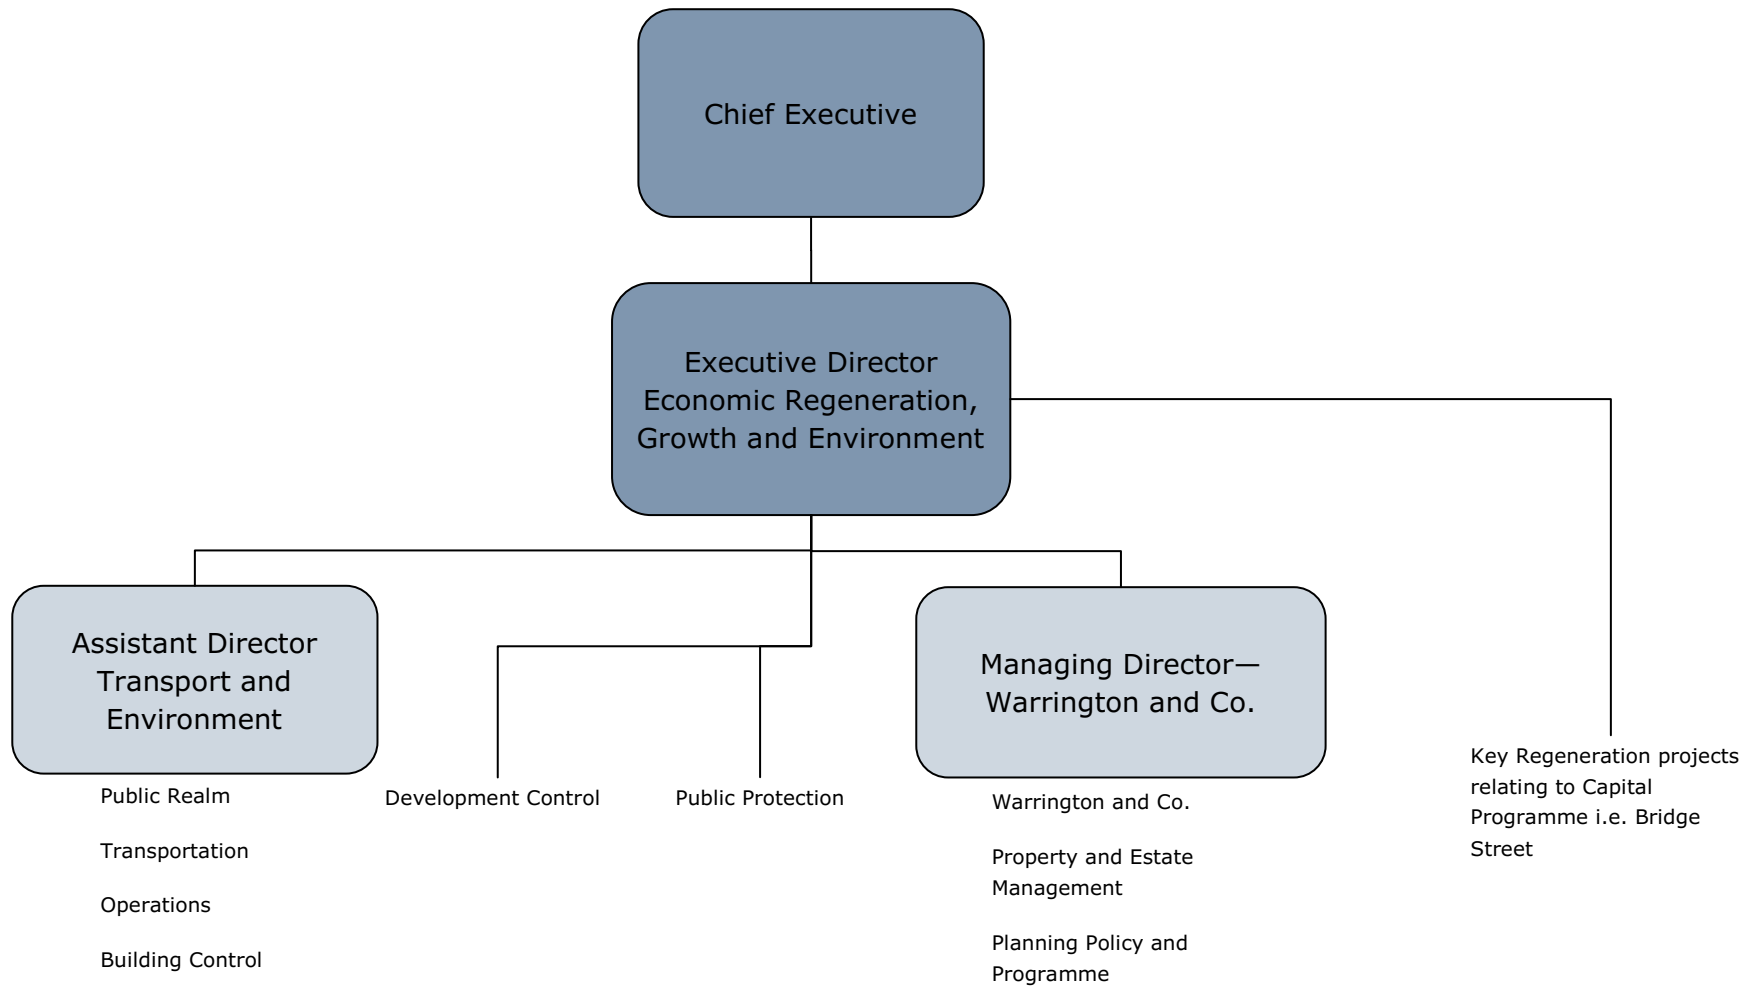 Chief Executive
Executive Director
Economic Regeneration,
Growth and Environment
Assistant Director
Transport and
Environment
Public Realm
Transportation
Operations
Building Control
Development Control
Public Protection
Managing Director—
Warrington and Co.
Warrington and Co.
Property and Estate
Management
Planning Policy and
Programme
Key Regeneration projects
relating to Capital
Programme i.e. Bridge
Street